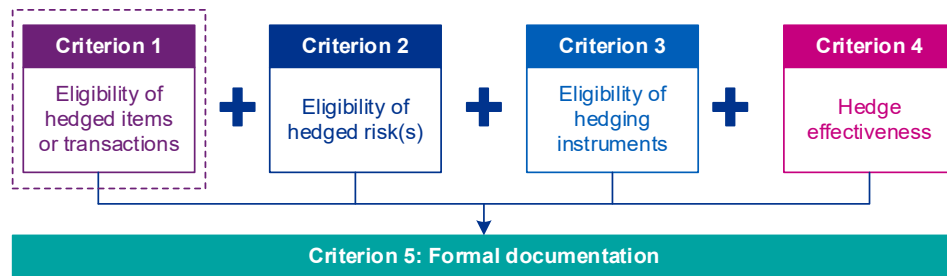 Criterion 1
Eligibility of
hedged items
or transactions
Criterion 2
Eligibility of
hedged risk(s)
Criterion 3
Eligibility of
hedging
instruments
Criterion 4
Hedge
effectiveness
Criterion 5: Formal documentation